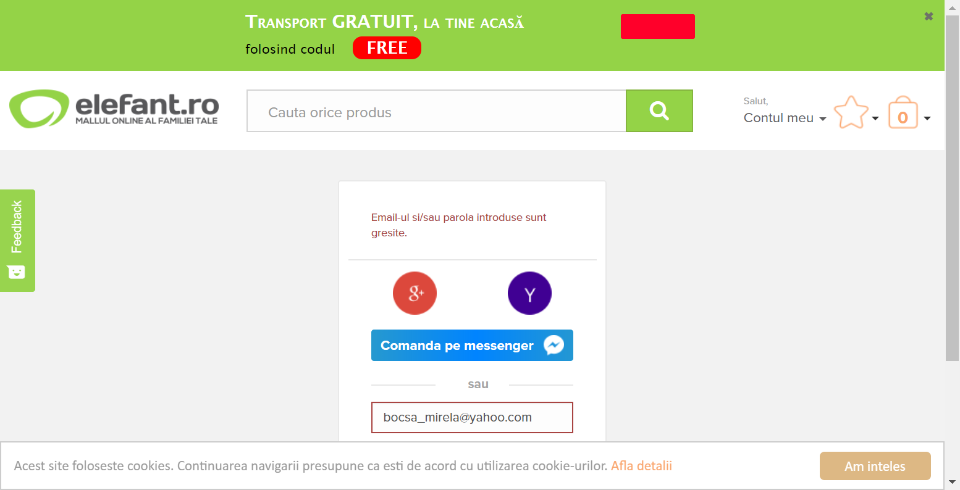 Transport GRATUIT, la tine acasă
folosind codul FREE
elefant.ro
MALLUL ONLINE AL FAMILIEI TALE
Cauta orice produs
Salut,
Contul meu
0
Feedback
Email-ul si/sau parola introduse sunt
gresite.
g+
Y
Comanda pe messenger
sau
bocsa_mirela@yahoo.com
Acest site foloseste cookies. Continuarea navigarii presupune ca esti de acord cu utilizarea cookie-urilor. Afla detalii
Am inteles